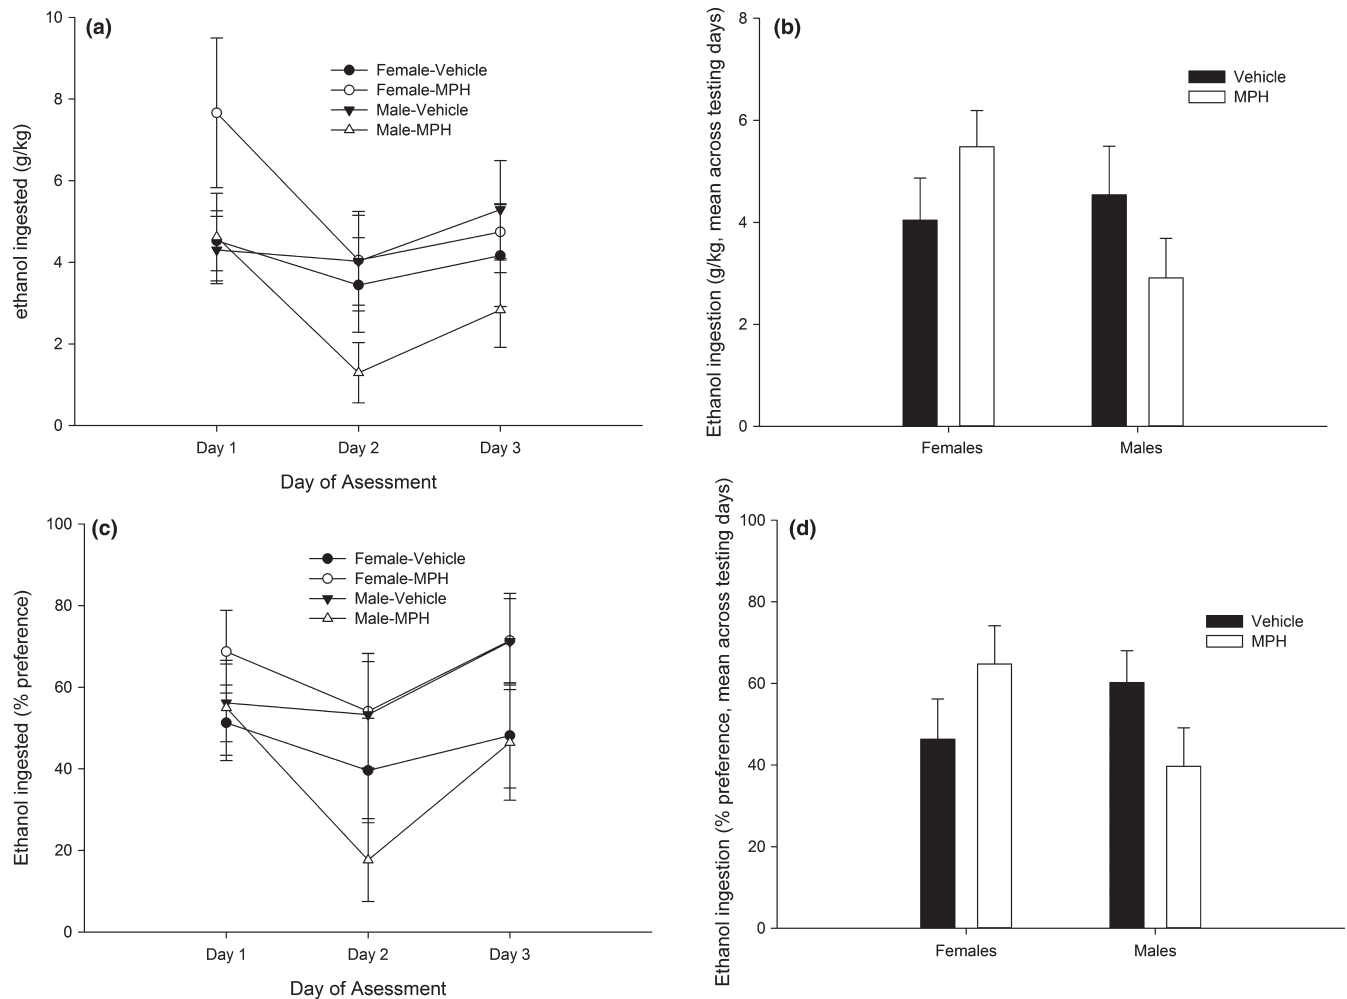 (a)
10
8
6
4
2
0
ethanol ingested (g/kg)
Female-Vehicle
Female-MPH
Male-Vehicle
Male-MPH
Day 1 Day 2 Day 3
Day of Asessment
(b)
8
6
4
2
0
Ethanol ingestion (g/kg, mean across testing days)
Vehicle
MPH
Females Males
(c)
100
80
60
40
20
0
Ethanol ingested (% preference)
Female-Vehicle
Female-MPH
Male-Vehicle
Male-MPH
Day 1 Day 2 Day 3
Day of Asessment
(d)
100
80
60
40
20
0
Ethanol ingestion (% preference, mean across testing days)
Vehicle
MPH
Females Males